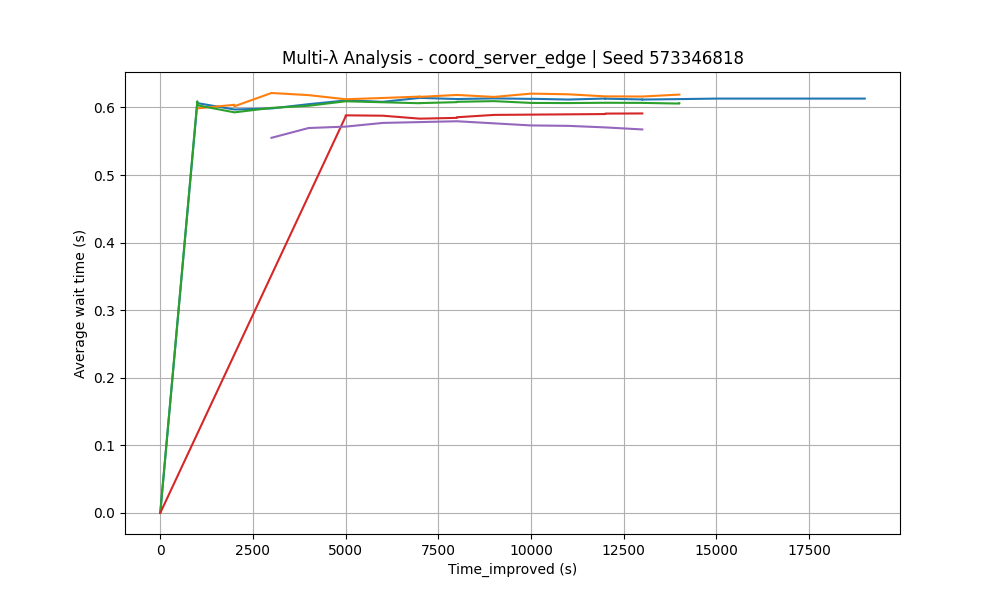 Multi-λ Analysis - coord_server_edge | Seed 573346818
Average wait time (s)
0.6
0.5
0.4
0.3
0.2
0.1
0.0
0 2500 5000 7500 10000 12500 15000 17500
Time_improved (s)